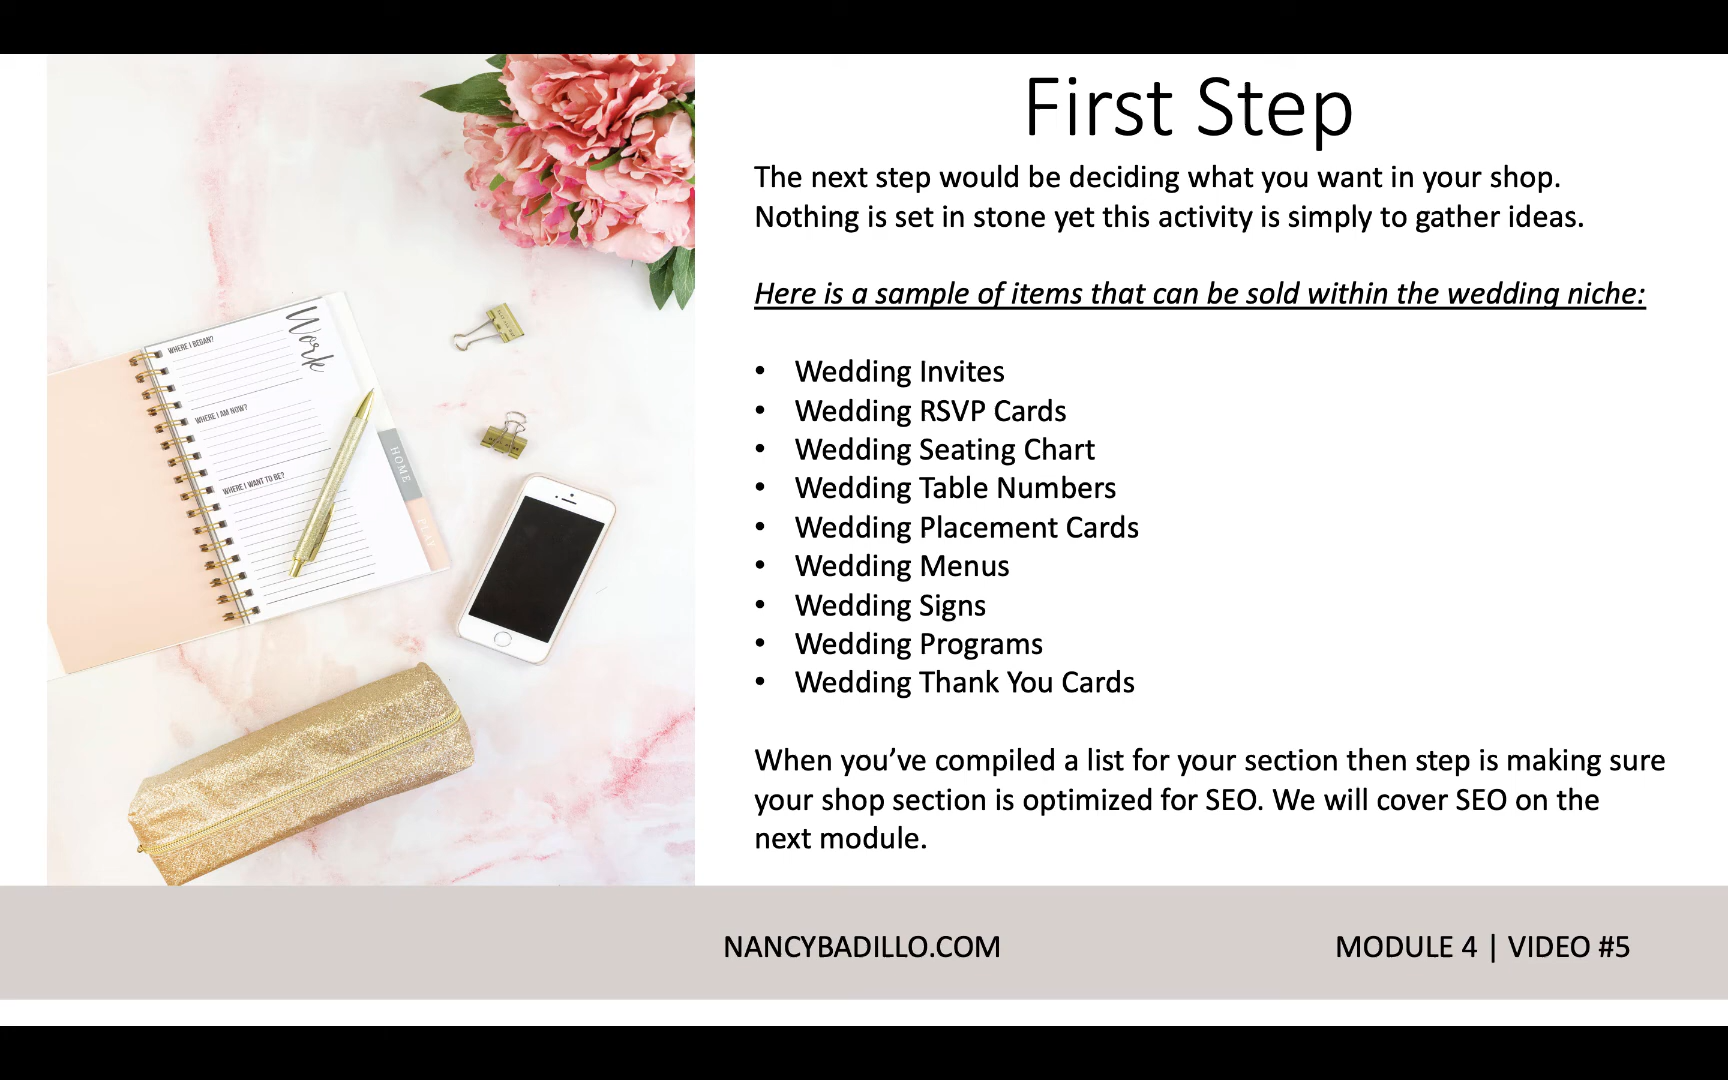 First Step
The next step would be deciding what you want in your shop.
Nothing is set in stone yet this activity is simply to gather ideas.
Here is a sample of items that can be sold within the wedding niche:
• Wedding Invites
• Wedding RSVP Cards
• Wedding Seating Chart
• Wedding Table Numbers
• Wedding Placement Cards
• Wedding Menus
• Wedding Signs
• Wedding Programs
• Wedding Thank You Cards
When you’ve compiled a list for your section then step is making sure
your shop section is optimized for SEO. We will cover SEO on the
next module.
Work
WHERE I BEGAN?
WHERE I AM NOW?
WHERE I WANT TO BE?
HOME
PLAY
NANCYBADILLO.COM
MODULE 4 | VIDEO #5